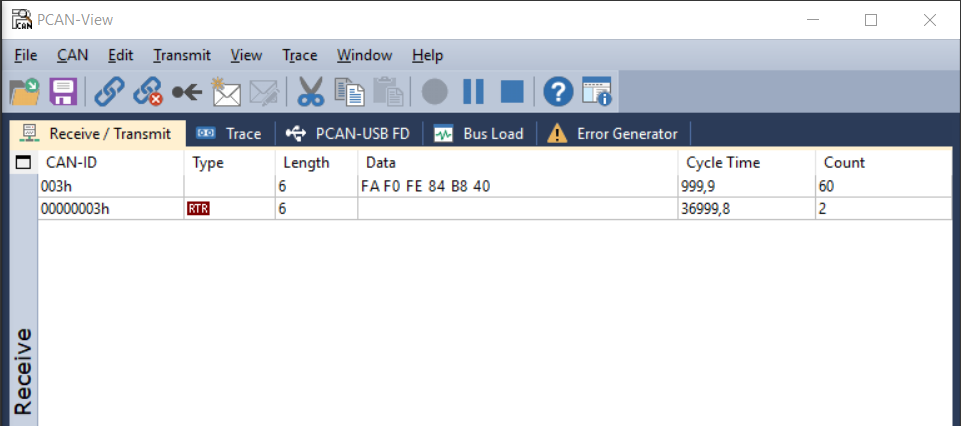 PCAN-View
File CAN Edit Transmit View Trace Window Help
Receive / Transmit Trace PCAN-USB FD Bus Load Error Generator
CAN-ID Type Length Data Cycle Time Count
003h 6 FA F0 FE 84 B8 40 999,9 60
00000003h RTR 6 36999,8 2
Receive